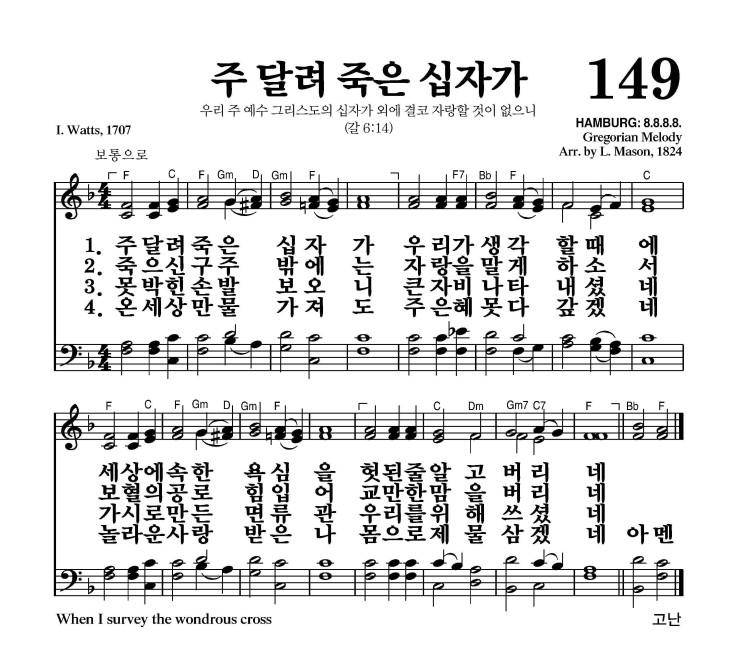 주 달려 죽은 십자가
149
우리 주 예수 그리스도의 십자가 외에 결코 자랑할 것이 없으니
(갈 6:14)
I. Watts, 1707
HAMBURG: 8.8.8.8.
Gregorian Melody
Arr. by L. Mason, 1824
보통으로
F C F Gm D Gm F F7 Bb F C
1. 주 달려 죽은 십 자 가 우 리가 생 각 할 때 에
2. 죽으신구주 밖 에 는 자랑을말게 하 소 서
3. 못박힌손발 보 오 니 큰자비나타 내 셨 네
4. 온세상만물 가 져 도 주은혜못다 갚 겠 네
F C F Gm D Gm F C Dm Gm7 C7 F Bb F
세상에속한 욕 심 을 헛된줄알 고 버 리 네
보혈의공로 힘 입 어 교만한맘 을 버 리 네
가시로만든 면 류 관 우리를위 해 쓰 셨 네
놀라운사랑 받 은 나 몸으로제 물 삼 겠 네 아 멘
When I survey the wondrous cross
고난